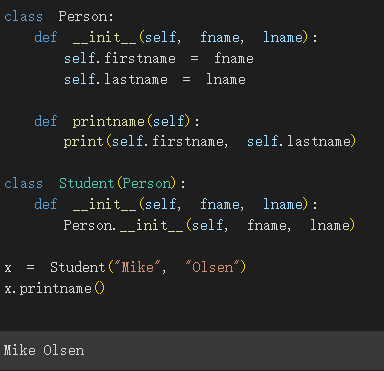 class Person:
    def __init__(self, fname, lname):
        self.firstname = fname
        self.lastname = lname

    def printname(self):
        print(self.firstname, self.lastname)

class Student(Person):
    def __init__(self, fname, lname):
        Person.__init__(self, fname, lname)

x = Student("Mike", "Olsen")
x.printname()

Mike Olsen